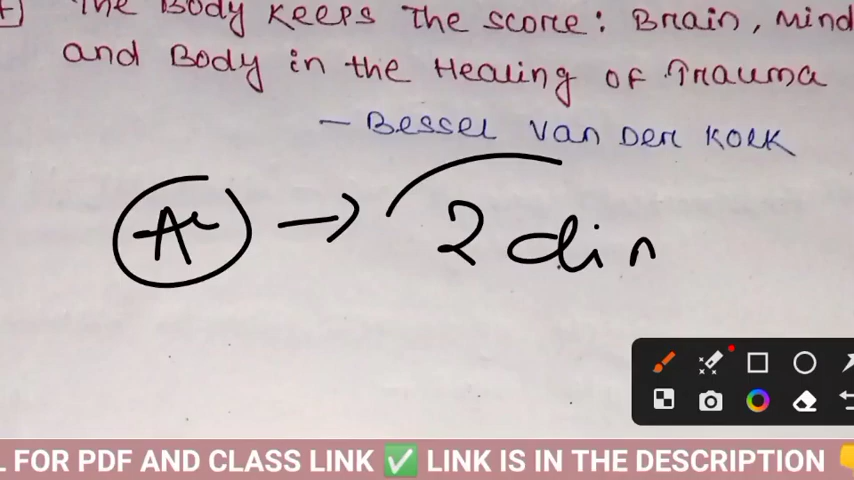 The Body keeps the score: Brain, Mind
and Body in the Healing of Trauma
- Bessel van Der Kolk
2 din
L FOR PDF AND CLASS LINK ✅ LINK IS IN THE DESCRIPTION 👇